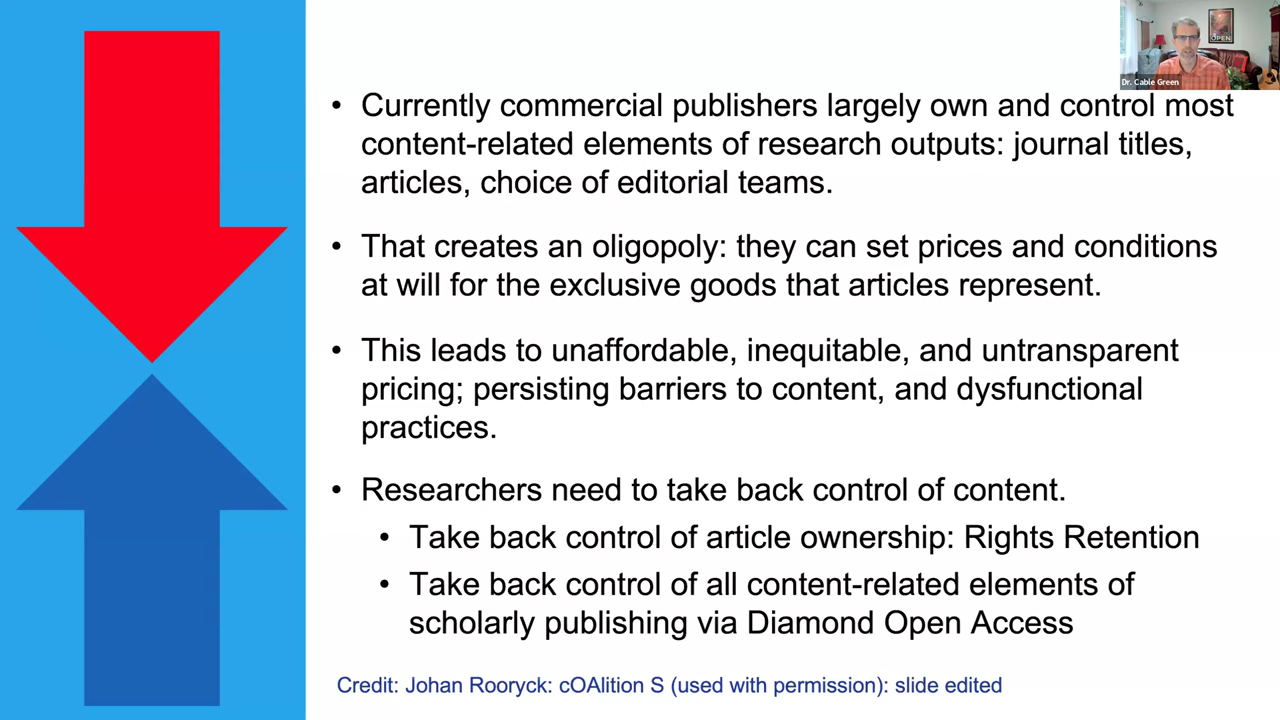 OPEN
Dr. Cable Green
• Currently commercial publishers largely own and control most
content-related elements of research outputs: journal titles,
articles, choice of editorial teams.
• That creates an oligopoly: they can set prices and conditions
at will for the exclusive goods that articles represent.
• This leads to unaffordable, inequitable, and untransparent
pricing; persisting barriers to content, and dysfunctional
practices.
• Researchers need to take back control of content.
• Take back control of article ownership: Rights Retention
• Take back control of all content-related elements of
scholarly publishing via Diamond Open Access
Credit: Johan Rooryck: cOAlition S (used with permission): slide edited